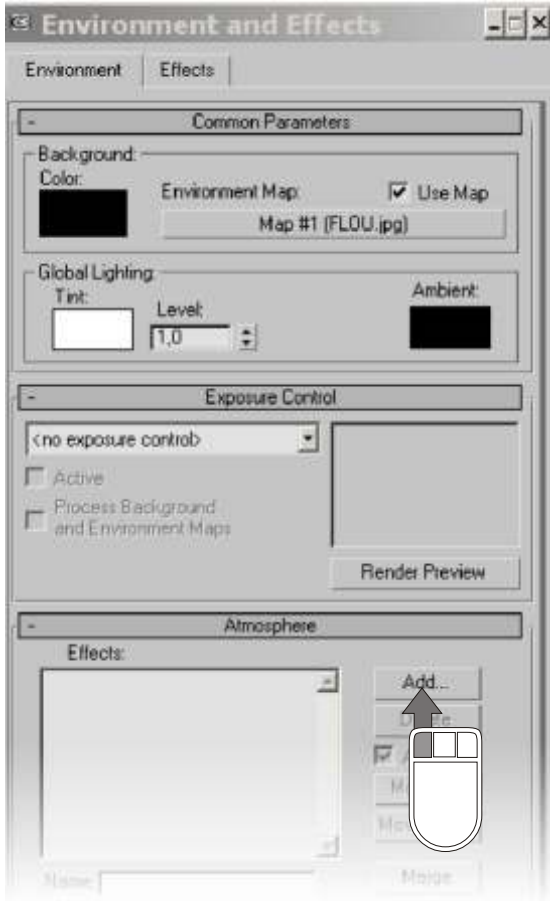 Environment and Effects
Environment Effects
- Common Parameters
Background:
Color:
Environment Map: Use Map
Map #1 (FLOU.jpg)
Global Lighting:
Tint: Level: Ambient:
1,0
- Exposure Control
<no exposure control>
Active
Process Background
and Environment Maps
Render Preview
- Atmosphere
Effects:
Add...
Name:
Merge